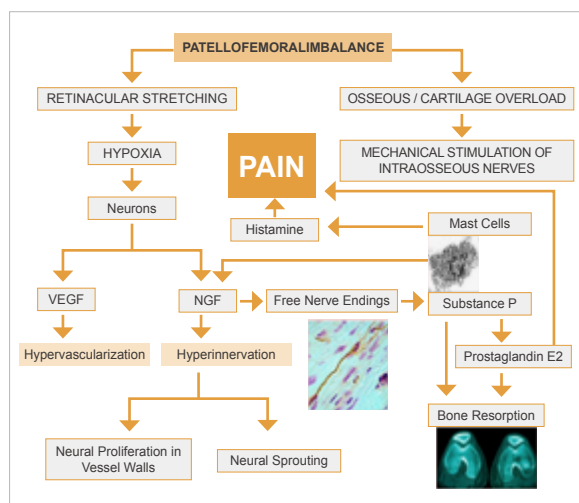 PATELLOFEMORALIMBALANCE
RETINACULAR STRETCHING
OSSEOUS / CARTILAGE OVERLOAD
HYPOXIA
PAIN
MECHANICAL STIMULATION OF
INTRAOSSEOUS NERVES
Neurons
Histamine
Mast Cells
VEGF
NGF
Free Nerve Endings
Substance P
Hypervascularization
Hyperinnervation
Prostaglandin E2
Bone Resorption
Neural Proliferation in
Vessel Walls
Neural Sprouting